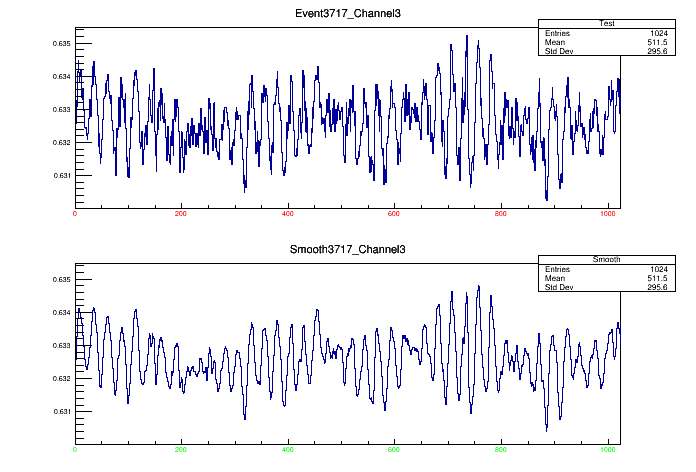 Event3717_Channel3
Test
Entries 1024
Mean 511.5
Std Dev 295.6
0.635
0.634
0.633
0.632
0.631
0 200 400 600 800 1000
Smooth3717_Channel3
Smooth
Entries 1024
Mean 511.5
Std Dev 295.6
0.635
0.634
0.633
0.632
0.631
0 200 400 600 800 1000